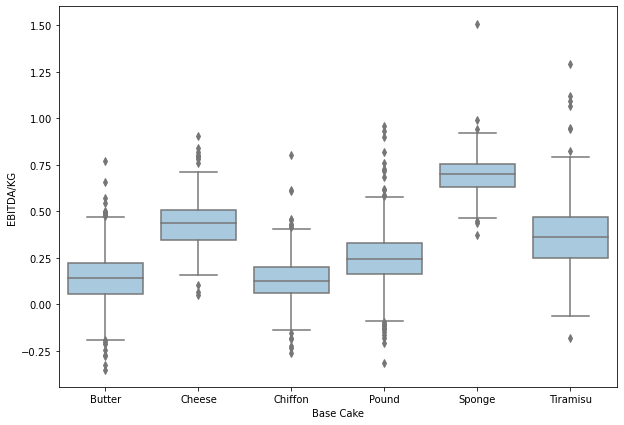 1.50
1.25
1.00
0.75
0.50
0.25
0.00
−0.25
EBITDA/KG
Butter Cheese Chiffon Pound Sponge Tiramisu
Base Cake